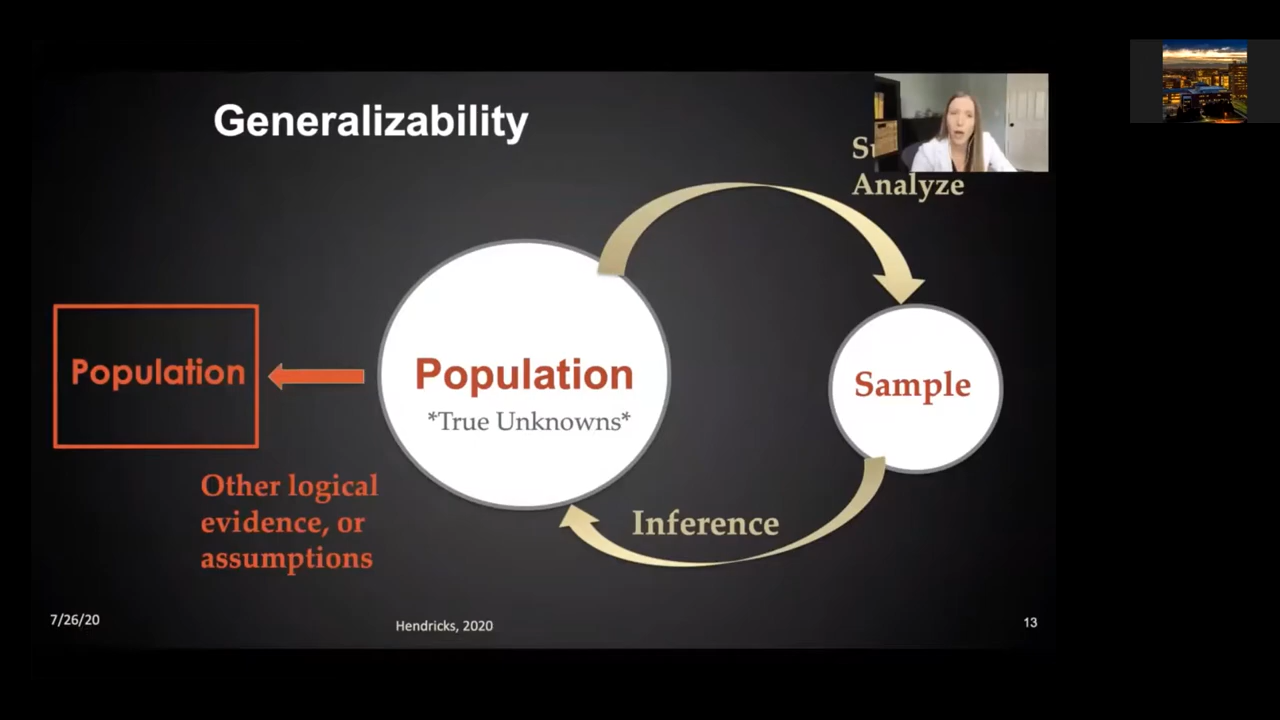 Generalizability
Analyze
Population
Population
*True Unknowns*
Sample
Other logical
evidence, or
assumptions
Inference
7/26/20
Hendricks, 2020
13